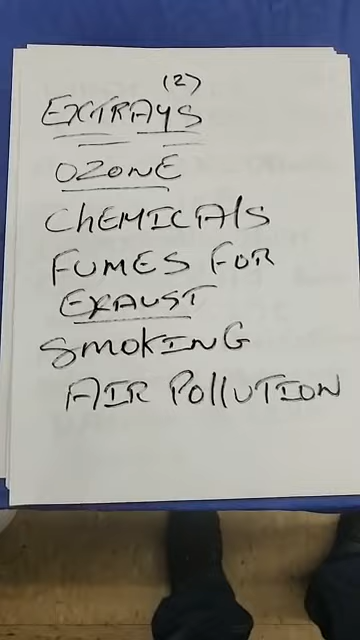 (2)
EXTRAYS
OZONE
ChEMICAlS
FUMES FOR
EXAUST
SMOKING
AIR POllUTION